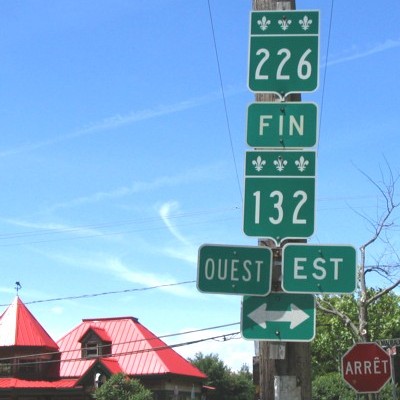 226
FIN
132
OUEST EST
ARRÊT